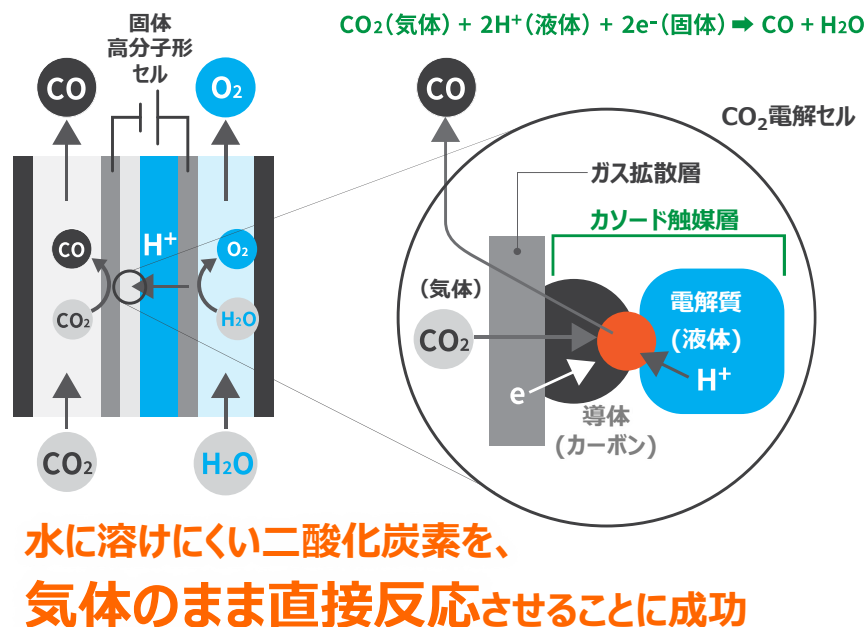 CO₂(気体) + 2H⁺(液体) + 2e⁻(固体) ➡ CO + H₂O
固体
高分子形
セル
CO
O₂
CO
CO₂電解セル
ガス拡散層
カソード触媒層
H⁺
CO
O₂
CO₂
H₂O
(気体)
CO₂
電解質
(液体)
H⁺
e
導体
(カーボン)
CO₂
H₂O
水に溶けにくい二酸化炭素を、
気体のまま直接反応させることに成功